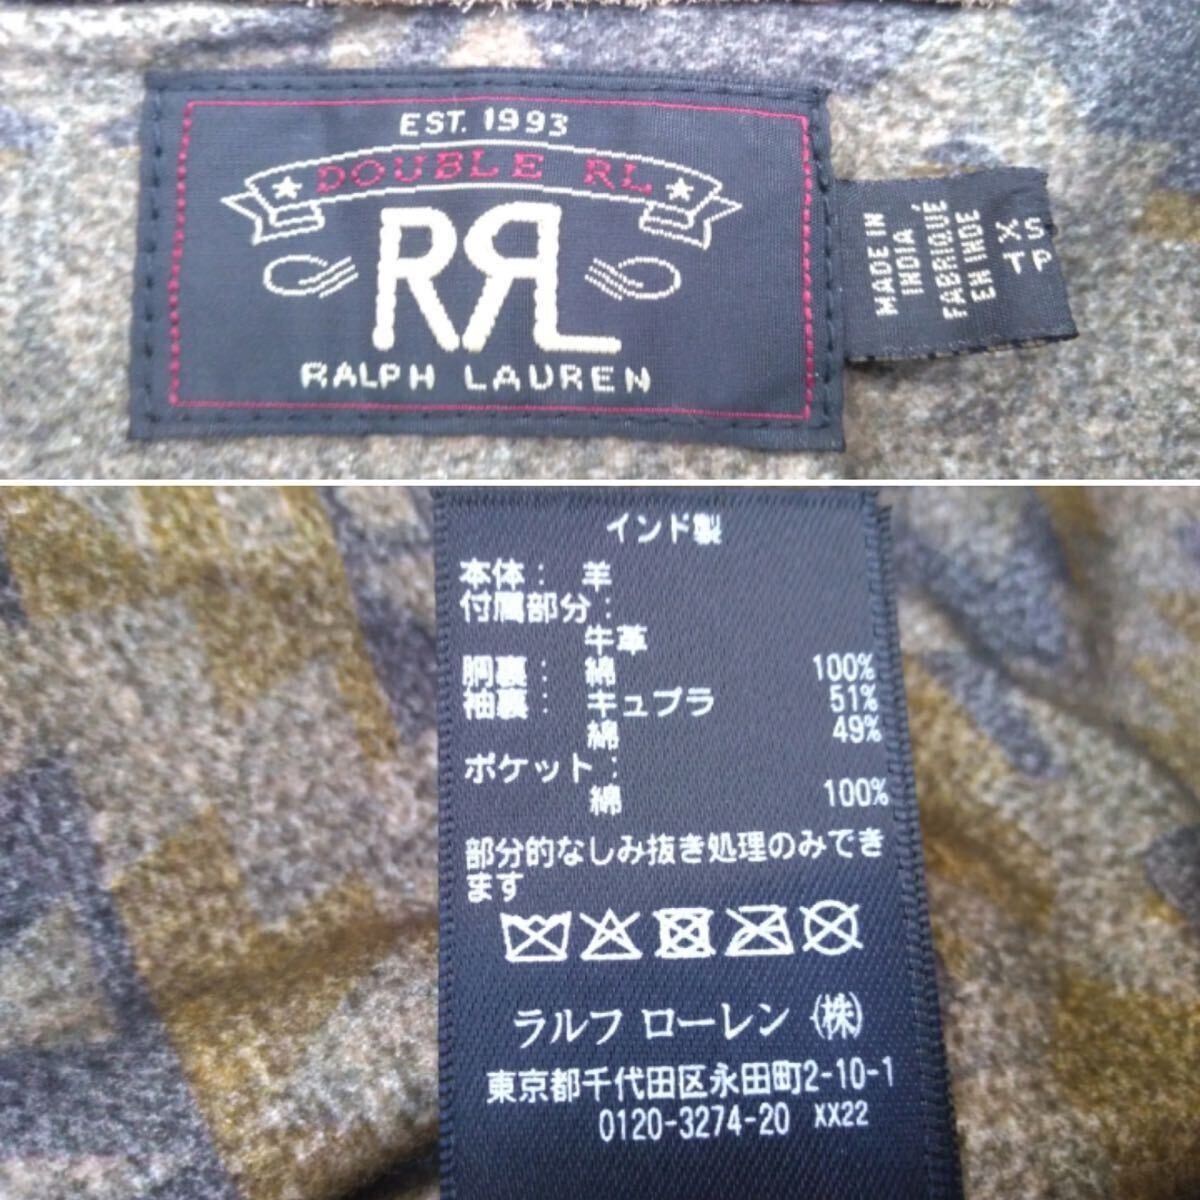 EST. 1993
DOUBLE RL
RRL
RALPH LAUREN
MADE IN
INDIA
FABRIQUÉ
EN INDE
XS
TP
インド製
本体： 羊
付属部分：
牛革
胴裏： 綿 100%
袖裏： キュプラ 51%
綿 49%
ポケット：
綿 100%
部分的なしみ抜き処理のみでき
ます
ラルフ ローレン (株)
東京都千代田区永田町2-10-1
0120-3274-20 XX22